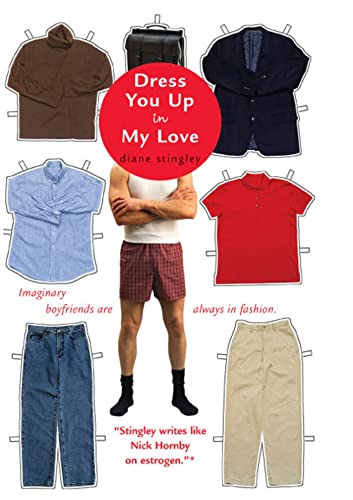 Dress
You Up in
My Love
diane stingley
Imaginary
boyfriends are always in fashion.
"Stingley writes like
Nick Hornby
on estrogen."*